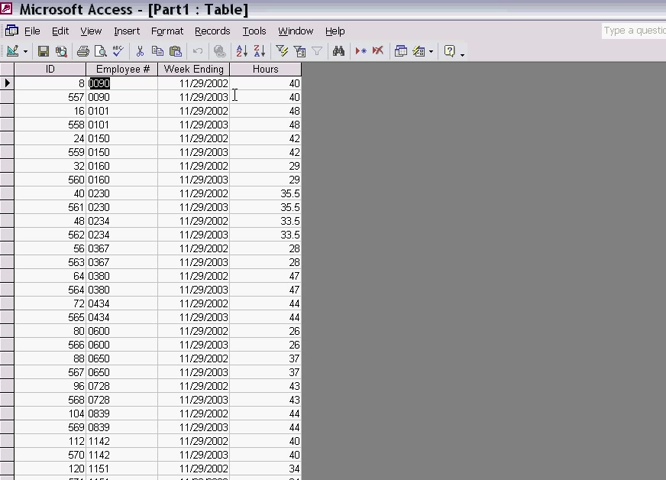 Microsoft Access - [Part1 : Table]
File Edit View Insert Format Records Tools Window Help
Type a questio
ID Employee # Week Ending Hours
8 0090 11/29/2002 40
557 0090 11/29/2003 40
16 0101 11/29/2002 48
558 0101 11/29/2003 48
24 0150 11/29/2002 42
559 0150 11/29/2003 42
32 0160 11/29/2002 29
560 0160 11/29/2003 29
40 0230 11/29/2002 35.5
561 0230 11/29/2003 35.5
48 0234 11/29/2002 33.5
562 0234 11/29/2003 33.5
56 0367 11/29/2002 28
563 0367 11/29/2003 28
64 0380 11/29/2002 47
564 0380 11/29/2003 47
72 0434 11/29/2002 44
565 0434 11/29/2003 44
80 0600 11/29/2002 26
566 0600 11/29/2003 26
88 0650 11/29/2002 37
567 0650 11/29/2003 37
96 0728 11/29/2002 43
568 0728 11/29/2003 43
104 0839 11/29/2002 44
569 0839 11/29/2003 44
112 1142 11/29/2002 40
570 1142 11/29/2003 40
120 1151 11/29/2002 34